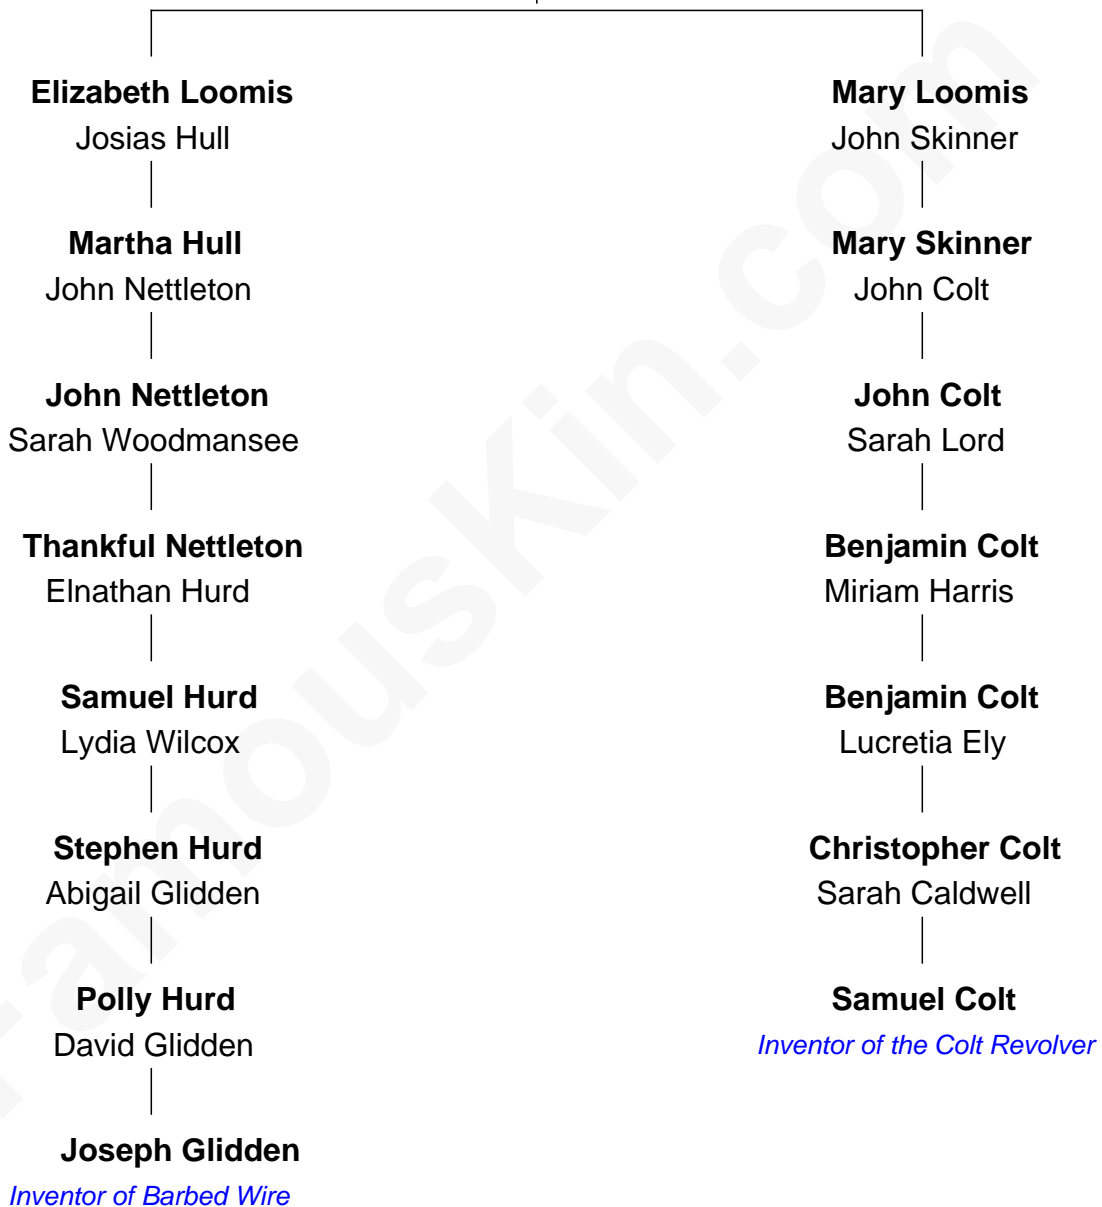 Elizabeth Loomis
Josias Hull
Martha Hull
John Nettleton
John Nettleton
Sarah Woodmansee
Thankful Nettleton
Elnathan Hurd
Samuel Hurd
Lydia Wilcox
Stephen Hurd
Abigail Glidden
Polly Hurd
David Glidden
Joseph Glidden
Inventor of Barbed Wire
Mary Loomis
John Skinner
Mary Skinner
John Colt
John Colt
Sarah Lord
Benjamin Colt
Miriam Harris
Benjamin Colt
Lucretia Ely
Christopher Colt
Sarah Caldwell
Samuel Colt
Inventor of the Colt Revolver
FamousKin.com